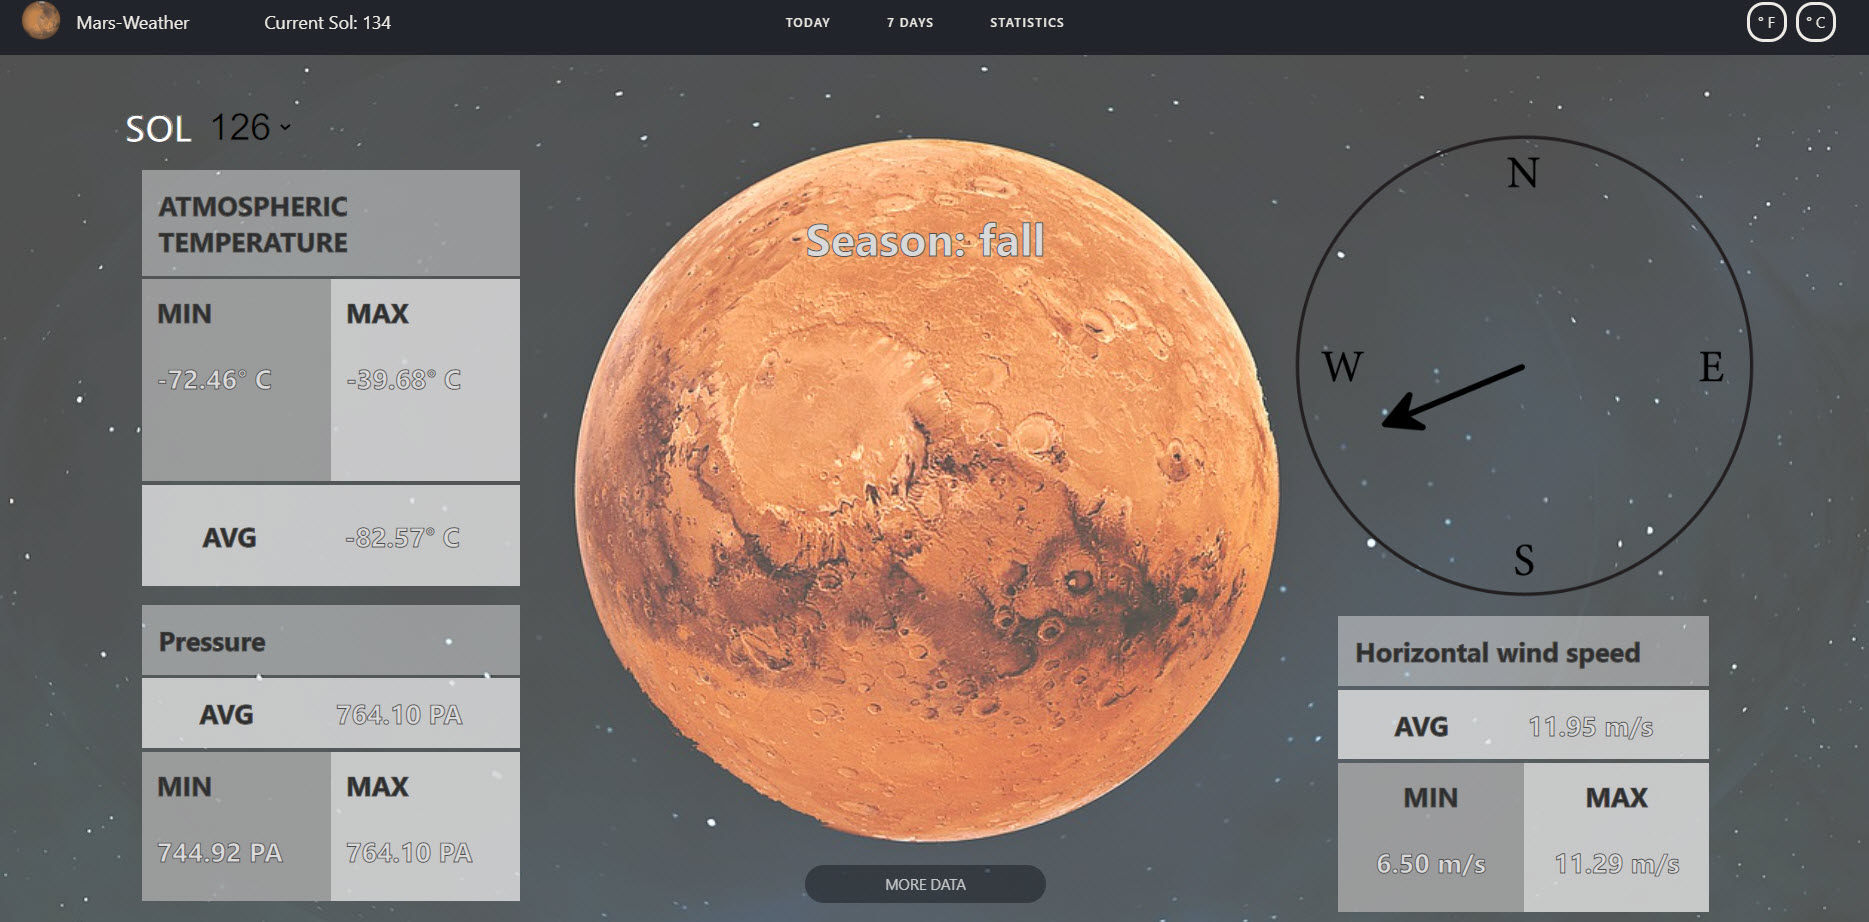 Mars-Weather
Current Sol: 134
TODAY
7 DAYS
STATISTICS
° F
° C
SOL 126
ATMOSPHERIC
TEMPERATURE
MIN
MAX
-72.46° C
-39.68° C
AVG
-82.57° C
Pressure
AVG
764.10 PA
MIN
MAX
744.92 PA
764.10 PA
Season: fall
MORE DATA
N
W
E
S
Horizontal wind speed
AVG
11.95 m/s
MIN
MAX
6.50 m/s
11.29 m/s